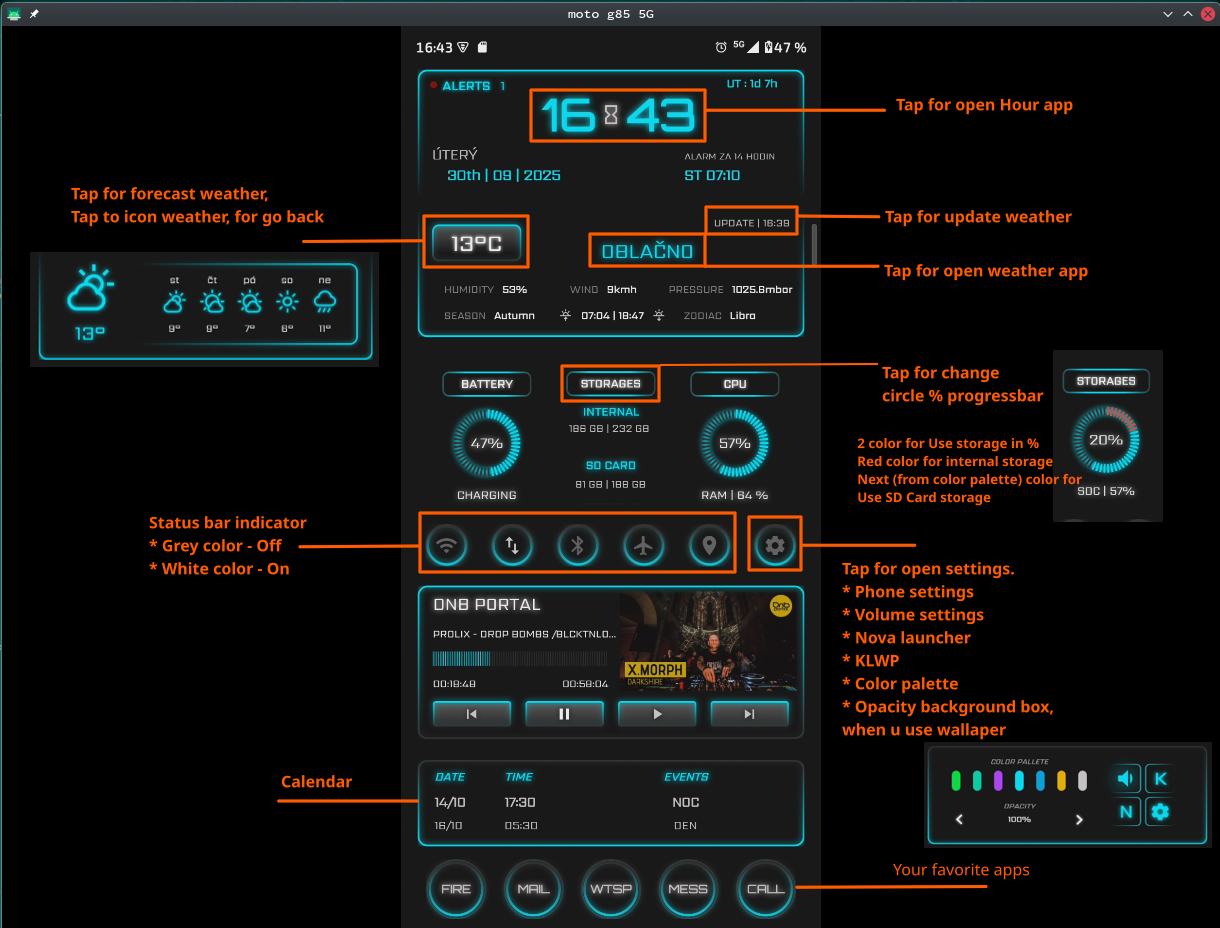 moto g85 5G
16:43
5G
47 %
ALERTS 1
UT : 1d 7h
16 43
Tap for open Hour app
ÚTERÝ
30th | 09 | 2025
ALARM ZA 14 HODIN
ST 07:10
Tap for forecast weather,
Tap to icon weather, for go back
13°
st čt pá so ne
9° 9° 7° 8° 11°
13°C
UPDATE | 16:39
Tap for update weather
OBLAČNO
Tap for open weather app
HUMIDITY 53% WIND 9kmh PRESSURE 1025.8mbar
SEASON Autumn 07:04 | 18:47 ZODIAC Libra
BATTERY
47%
CHARGING
STORAGES
INTERNAL
186 GB | 232 GB
SD CARD
81 GB | 188 GB
CPU
57%
RAM | 84 %
Tap for change
circle % progressbar
2 color for Use storage in %
Red color for internal storage
Next (from color palette) color for
Use SD Card storage
STORAGES
20%
SDC | 57%
Status bar indicator
* Grey color - Off
* White color - On
Tap for open settings.
* Phone settings
* Volume settings
* Nova launcher
* KLWP
* Color palette
* Opacity background box,
when u use wallaper
DNB PORTAL
PROLIX - DROP BOMBS /BLCKTNLD...
00:18:48 00:58:04
Dnb
X.MORPH
DARKSHIRE
COLOR PALLETE
OPACITY
100%
K
N
Calendar
DATE TIME EVENTS
14/10 17:30 NOC
16/10 05:30 DEN
FIRE MAIL WTSP MESS CALL
Your favorite apps